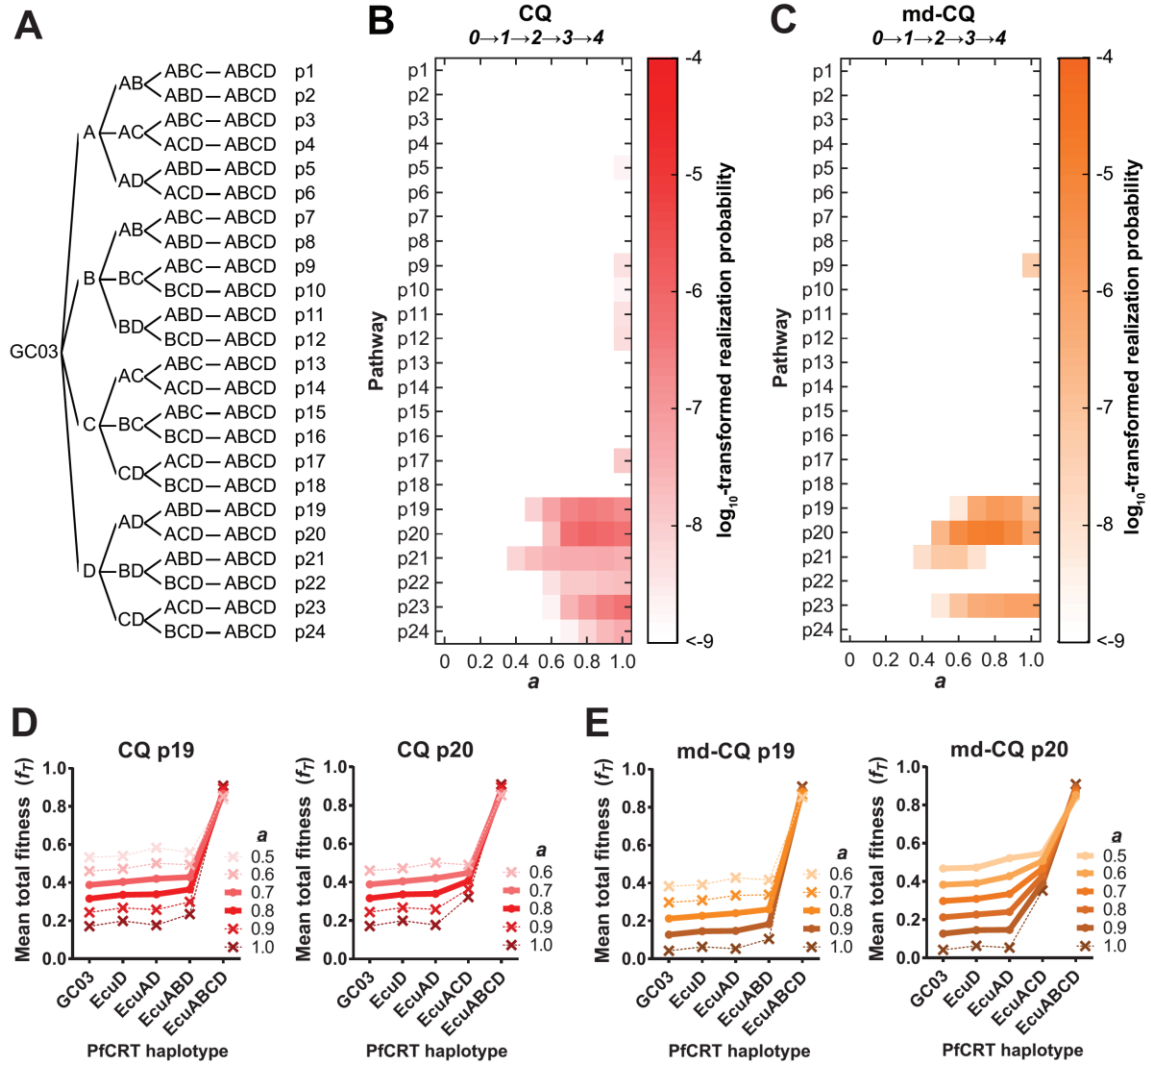 A
GC03
A
B
C
D
AB
AC
AD
AB
BC
BD
AC
BC
CD
AD
BD
CD
ABC — ABCD p1
ABD — ABCD p2
ABC — ABCD p3
ACD — ABCD p4
ABD — ABCD p5
ACD — ABCD p6
ABC — ABCD p7
ABD — ABCD p8
ABC — ABCD p9
BCD — ABCD p10
ABD — ABCD p11
BCD — ABCD p12
ABC — ABCD p13
ACD — ABCD p14
ABC — ABCD p15
BCD — ABCD p16
ACD — ABCD p17
BCD — ABCD p18
ABD — ABCD p19
ACD — ABCD p20
ABD — ABCD p21
BCD — ABCD p22
ACD — ABCD p23
BCD — ABCD p24
B
CQ
0→1→2→3→4
Pathway
p1
p2
p3
p4
p5
p6
p7
p8
p9
p10
p11
p12
p13
p14
p15
p16
p17
p18
p19
p20
p21
p22
p23
p24
0 0.2 0.4 0.6 0.8 1.0
a
-4
-5
-6
-7
-8
<-9
log10-transformed realization probability
C
md-CQ
0→1→2→3→4
Pathway
p1
p2
p3
p4
p5
p6
p7
p8
p9
p10
p11
p12
p13
p14
p15
p16
p17
p18
p19
p20
p21
p22
p23
p24
0 0.2 0.4 0.6 0.8 1.0
a
-4
-5
-6
-7
-8
<-9
log10-transformed realization probability
D
CQ p19
Mean total fitness (fT)
1.0
0.8
0.6
0.4
0.2
0.0
GC03
EcuD
EcuAD
EcuABD
EcuABCD
PfCRT haplotype
a
0.5
0.6
0.7
0.8
0.9
1.0
CQ p20
Mean total fitness (fT)
1.0
0.8
0.6
0.4
0.2
0.0
GC03
EcuD
EcuAD
EcuACD
EcuABCD
PfCRT haplotype
a
0.6
0.7
0.8
0.9
1.0
E
md-CQ p19
Mean total fitness (fT)
1.0
0.8
0.6
0.4
0.2
0.0
GC03
EcuD
EcuAD
EcuABD
EcuABCD
PfCRT haplotype
a
0.6
0.7
0.8
0.9
1.0
md-CQ p20
Mean total fitness (fT)
1.0
0.8
0.6
0.4
0.2
0.0
GC03
EcuD
EcuAD
EcuACD
EcuABCD
PfCRT haplotype
a
0.5
0.6
0.7
0.8
0.9
1.0